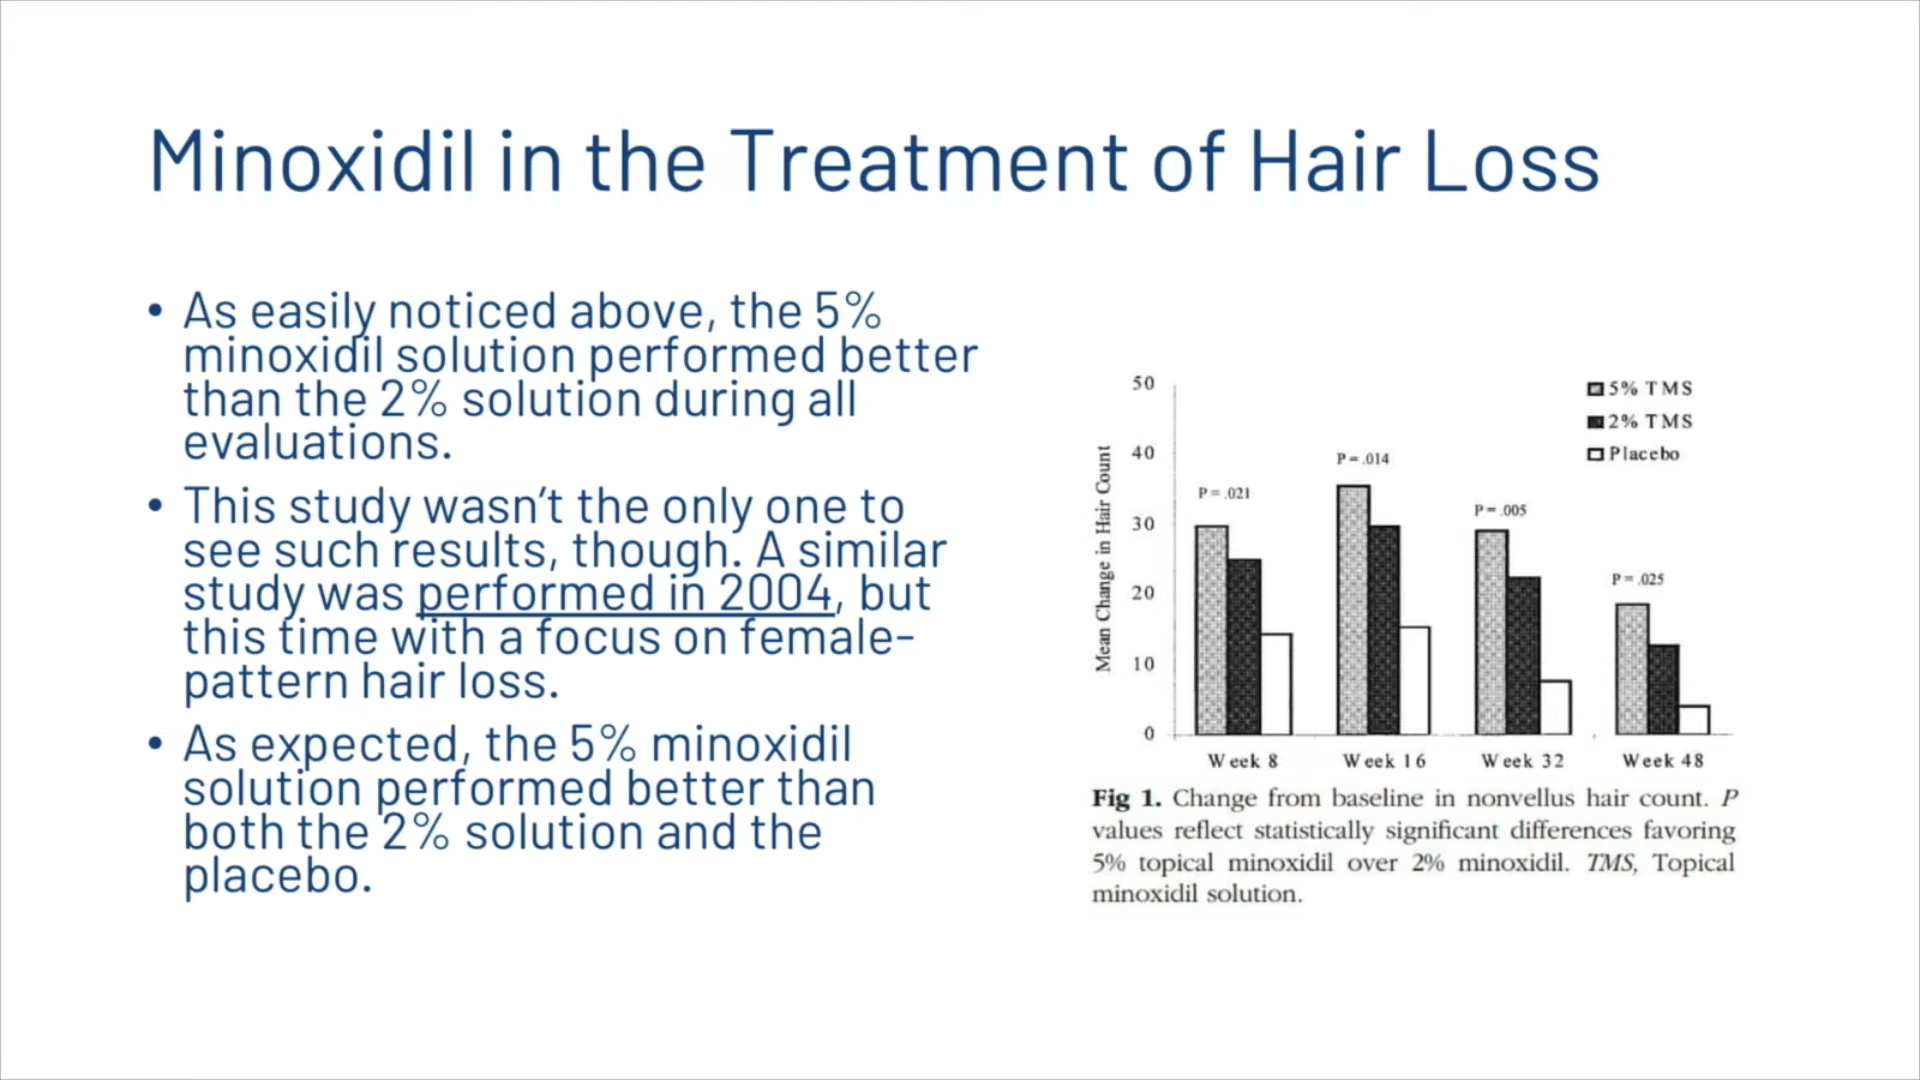 Minoxidil in the Treatment of Hair Loss
• As easily noticed above, the 5%
minoxidil solution performed better
than the 2% solution during all
evaluations.
• This study wasn't the only one to
see such results, though. A similar
study was performed in 2004, but
this time with a focus on female-
pattern hair loss.
• As expected, the 5% minoxidil
solution performed better than
both the 2% solution and the
placebo.
Mean Change in Hair Count
50
40
30
20
10
0
5% TMS
2% TMS
Placebo
P = .021
P = .014
P = .005
P = .025
Week 8
Week 16
Week 32
Week 48
Fig 1. Change from baseline in nonvellus hair count. P
values reflect statistically significant differences favoring
5% topical minoxidil over 2% minoxidil. TMS, Topical
minoxidil solution.